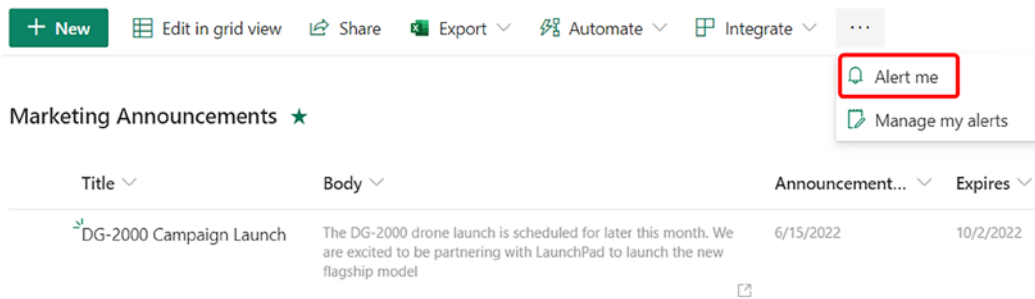 + New Edit in grid view Share Export Automate Integrate ...
Alert me
Manage my alerts
Marketing Announcements
Title Body Announcement... Expires
DG-2000 Campaign Launch The DG-2000 drone launch is scheduled for later this month. We 6/15/2022 10/2/2022
are excited to be partnering with LaunchPad to launch the new
flagship model